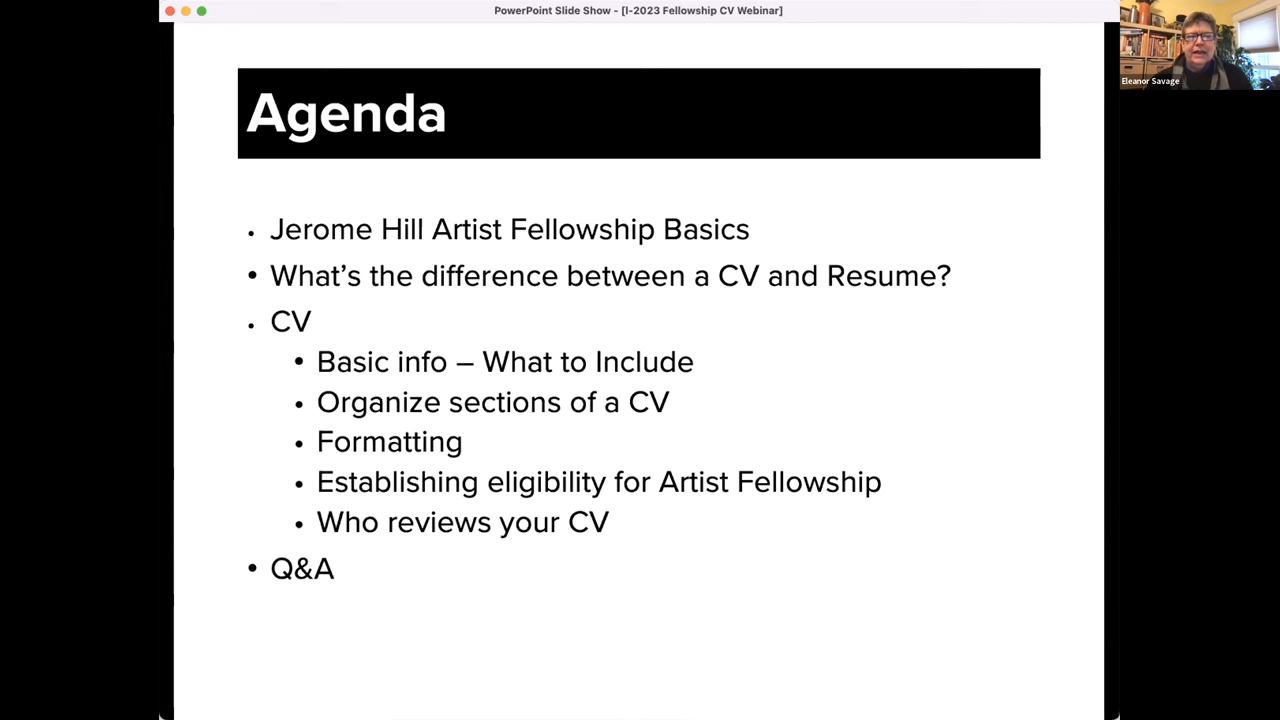 PowerPoint Slide Show - [I-2023 Fellowship CV Webinar]
Eleanor Savage
Agenda
• Jerome Hill Artist Fellowship Basics
• What’s the difference between a CV and Resume?
• CV
• Basic info – What to Include
• Organize sections of a CV
• Formatting
• Establishing eligibility for Artist Fellowship
• Who reviews your CV
• Q&A